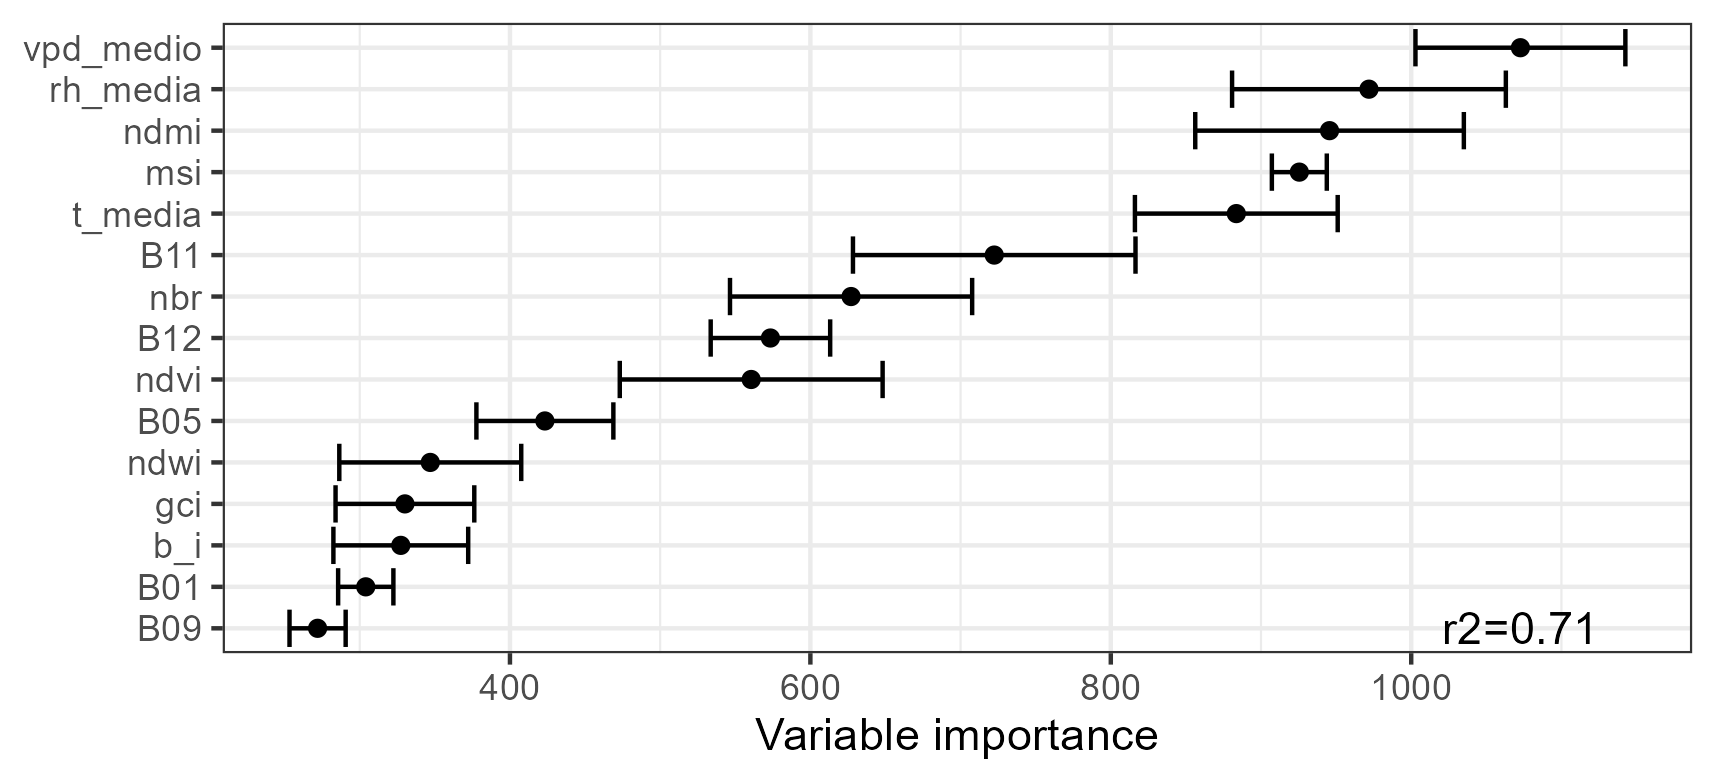 vpd_medio
rh_media
ndmi
msi
t_media
B11
nbr
B12
ndvi
B05
ndwi
gci
b_i
B01
B09
r2=0.71
400 600 800 1000
Variable importance